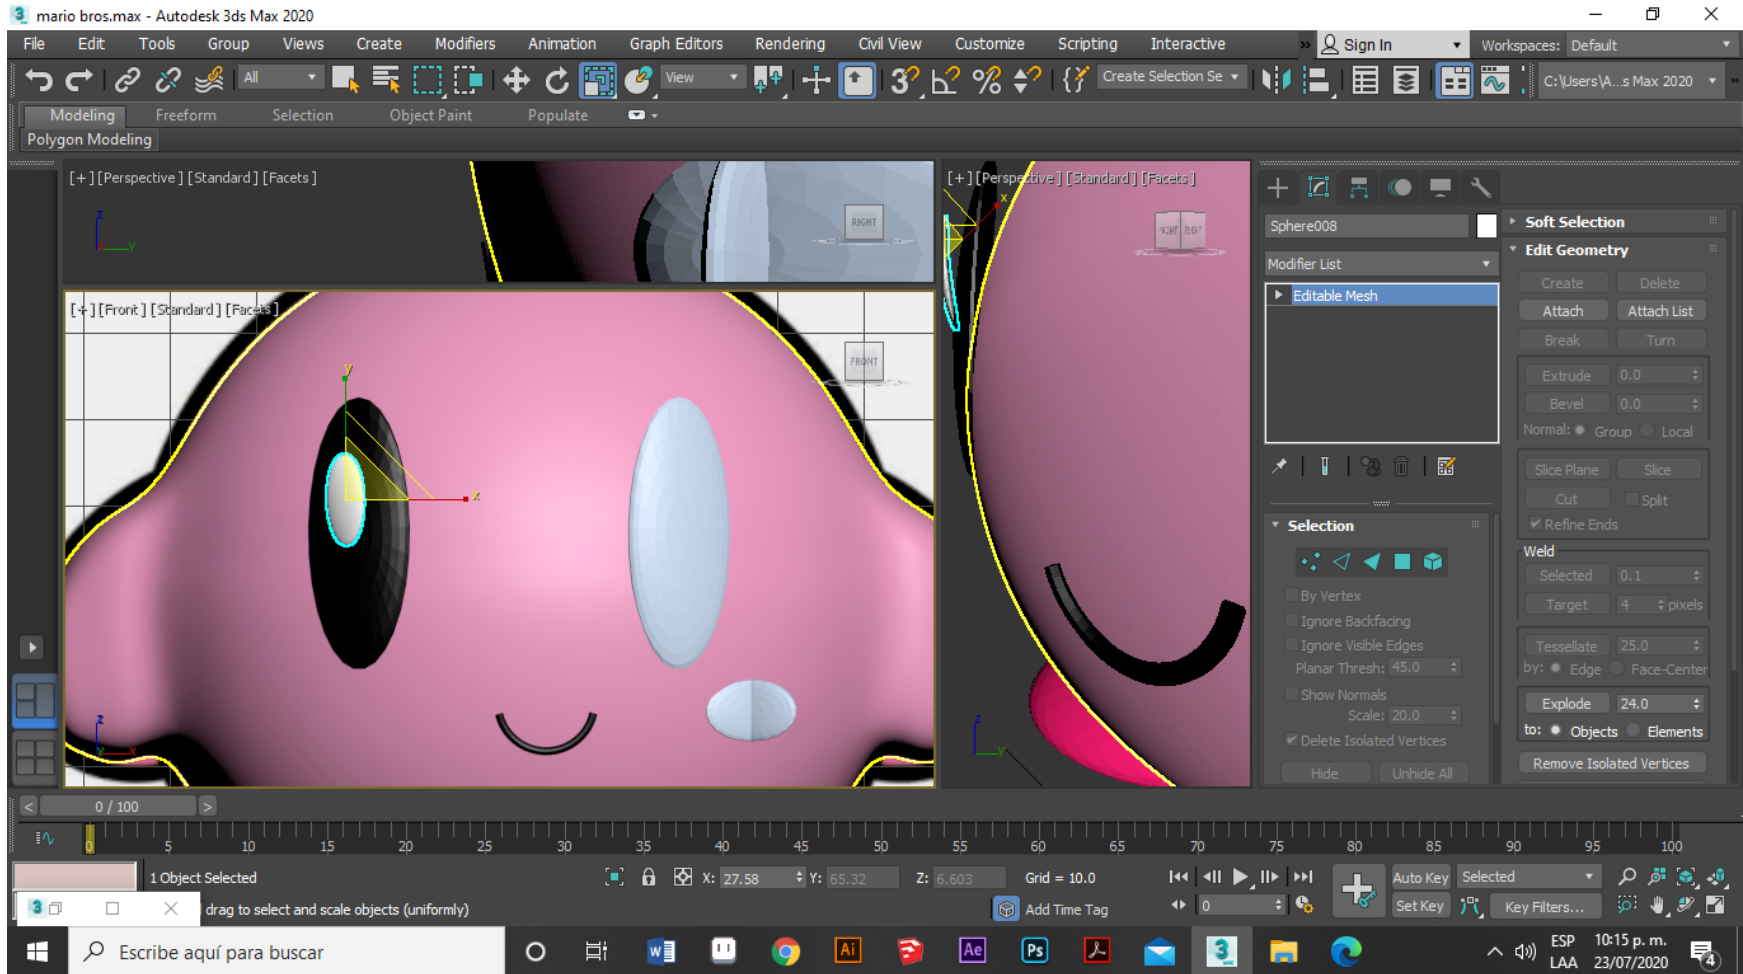 mario bros.max - Autodesk 3ds Max 2020
File Edit Tools Group Views Create Modifiers Animation Graph Editors Rendering Civil View Customize Scripting Interactive » Sign In Workspaces: Default
All View Create Selection Se C:\Users\A...s Max 2020
Modeling Freeform Selection Object Paint Populate
Polygon Modeling
[+] [Perspective] [Standard] [Facets]
z y
RIGHT
[+] [Front] [Standard] [Facets]
FRONT
y
x
z
x
[+] [Perspective] [Standard] [Facets]
x
FRONT RIGHT
z
y
Sphere008
Modifier List
Editable Mesh
Selection
By Vertex
Ignore Backfacing
Ignore Visible Edges
Planar Thresh: 45.0
Show Normals
Scale: 20.0
Delete Isolated Vertices
Hide Unhide All
Soft Selection
Edit Geometry
Create Delete
Attach Attach List
Break Turn
Extrude 0.0
Bevel 0.0
Normal: Group Local
Slice Plane Slice
Cut Split
Refine Ends
Weld
Selected 0.1
Target 4 pixels
Tessellate 25.0
by: Edge Face-Center
Explode 24.0
to: Objects Elements
Remove Isolated Vertices
< 0 / 100 >
0 5 10 15 20 25 30 35 40 45 50 55 60 65 70 75 80 85 90 95 100
1 Object Selected X: 27.58 Y: 65.32 Z: 6.603 Grid = 10.0 Auto Key Selected
drag to select and scale objects (uniformly) Add Time Tag 0 Set Key Key Filters...
Escribe aquí para buscar Ai Ae Ps 3 ESP 10:15 p. m.
LAA 23/07/2020 4